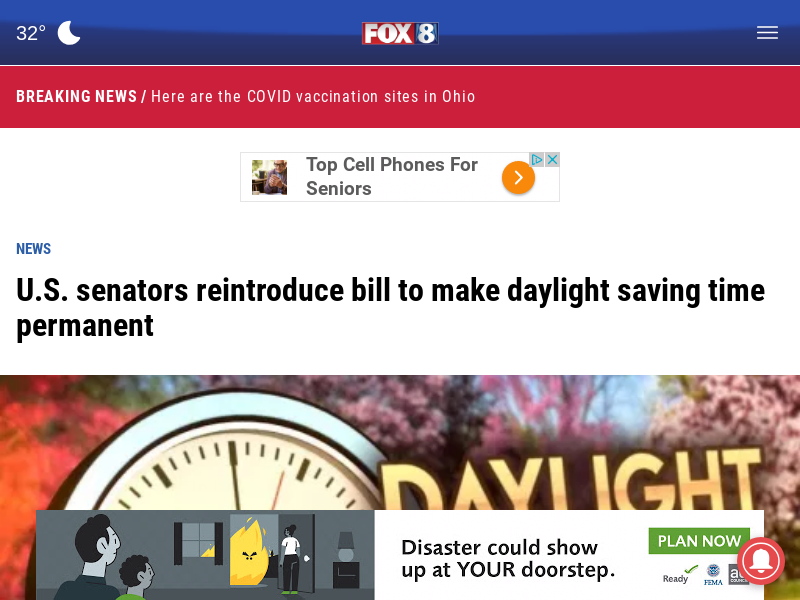 32°
FOX 8
BREAKING NEWS / Here are the COVID vaccination sites in Ohio
Top Cell Phones For
Seniors
NEWS
U.S. senators reintroduce bill to make daylight saving time
permanent
DAYLIGHT
Disaster could show
up at YOUR doorstep.
PLAN NOW
Ready
FEMA